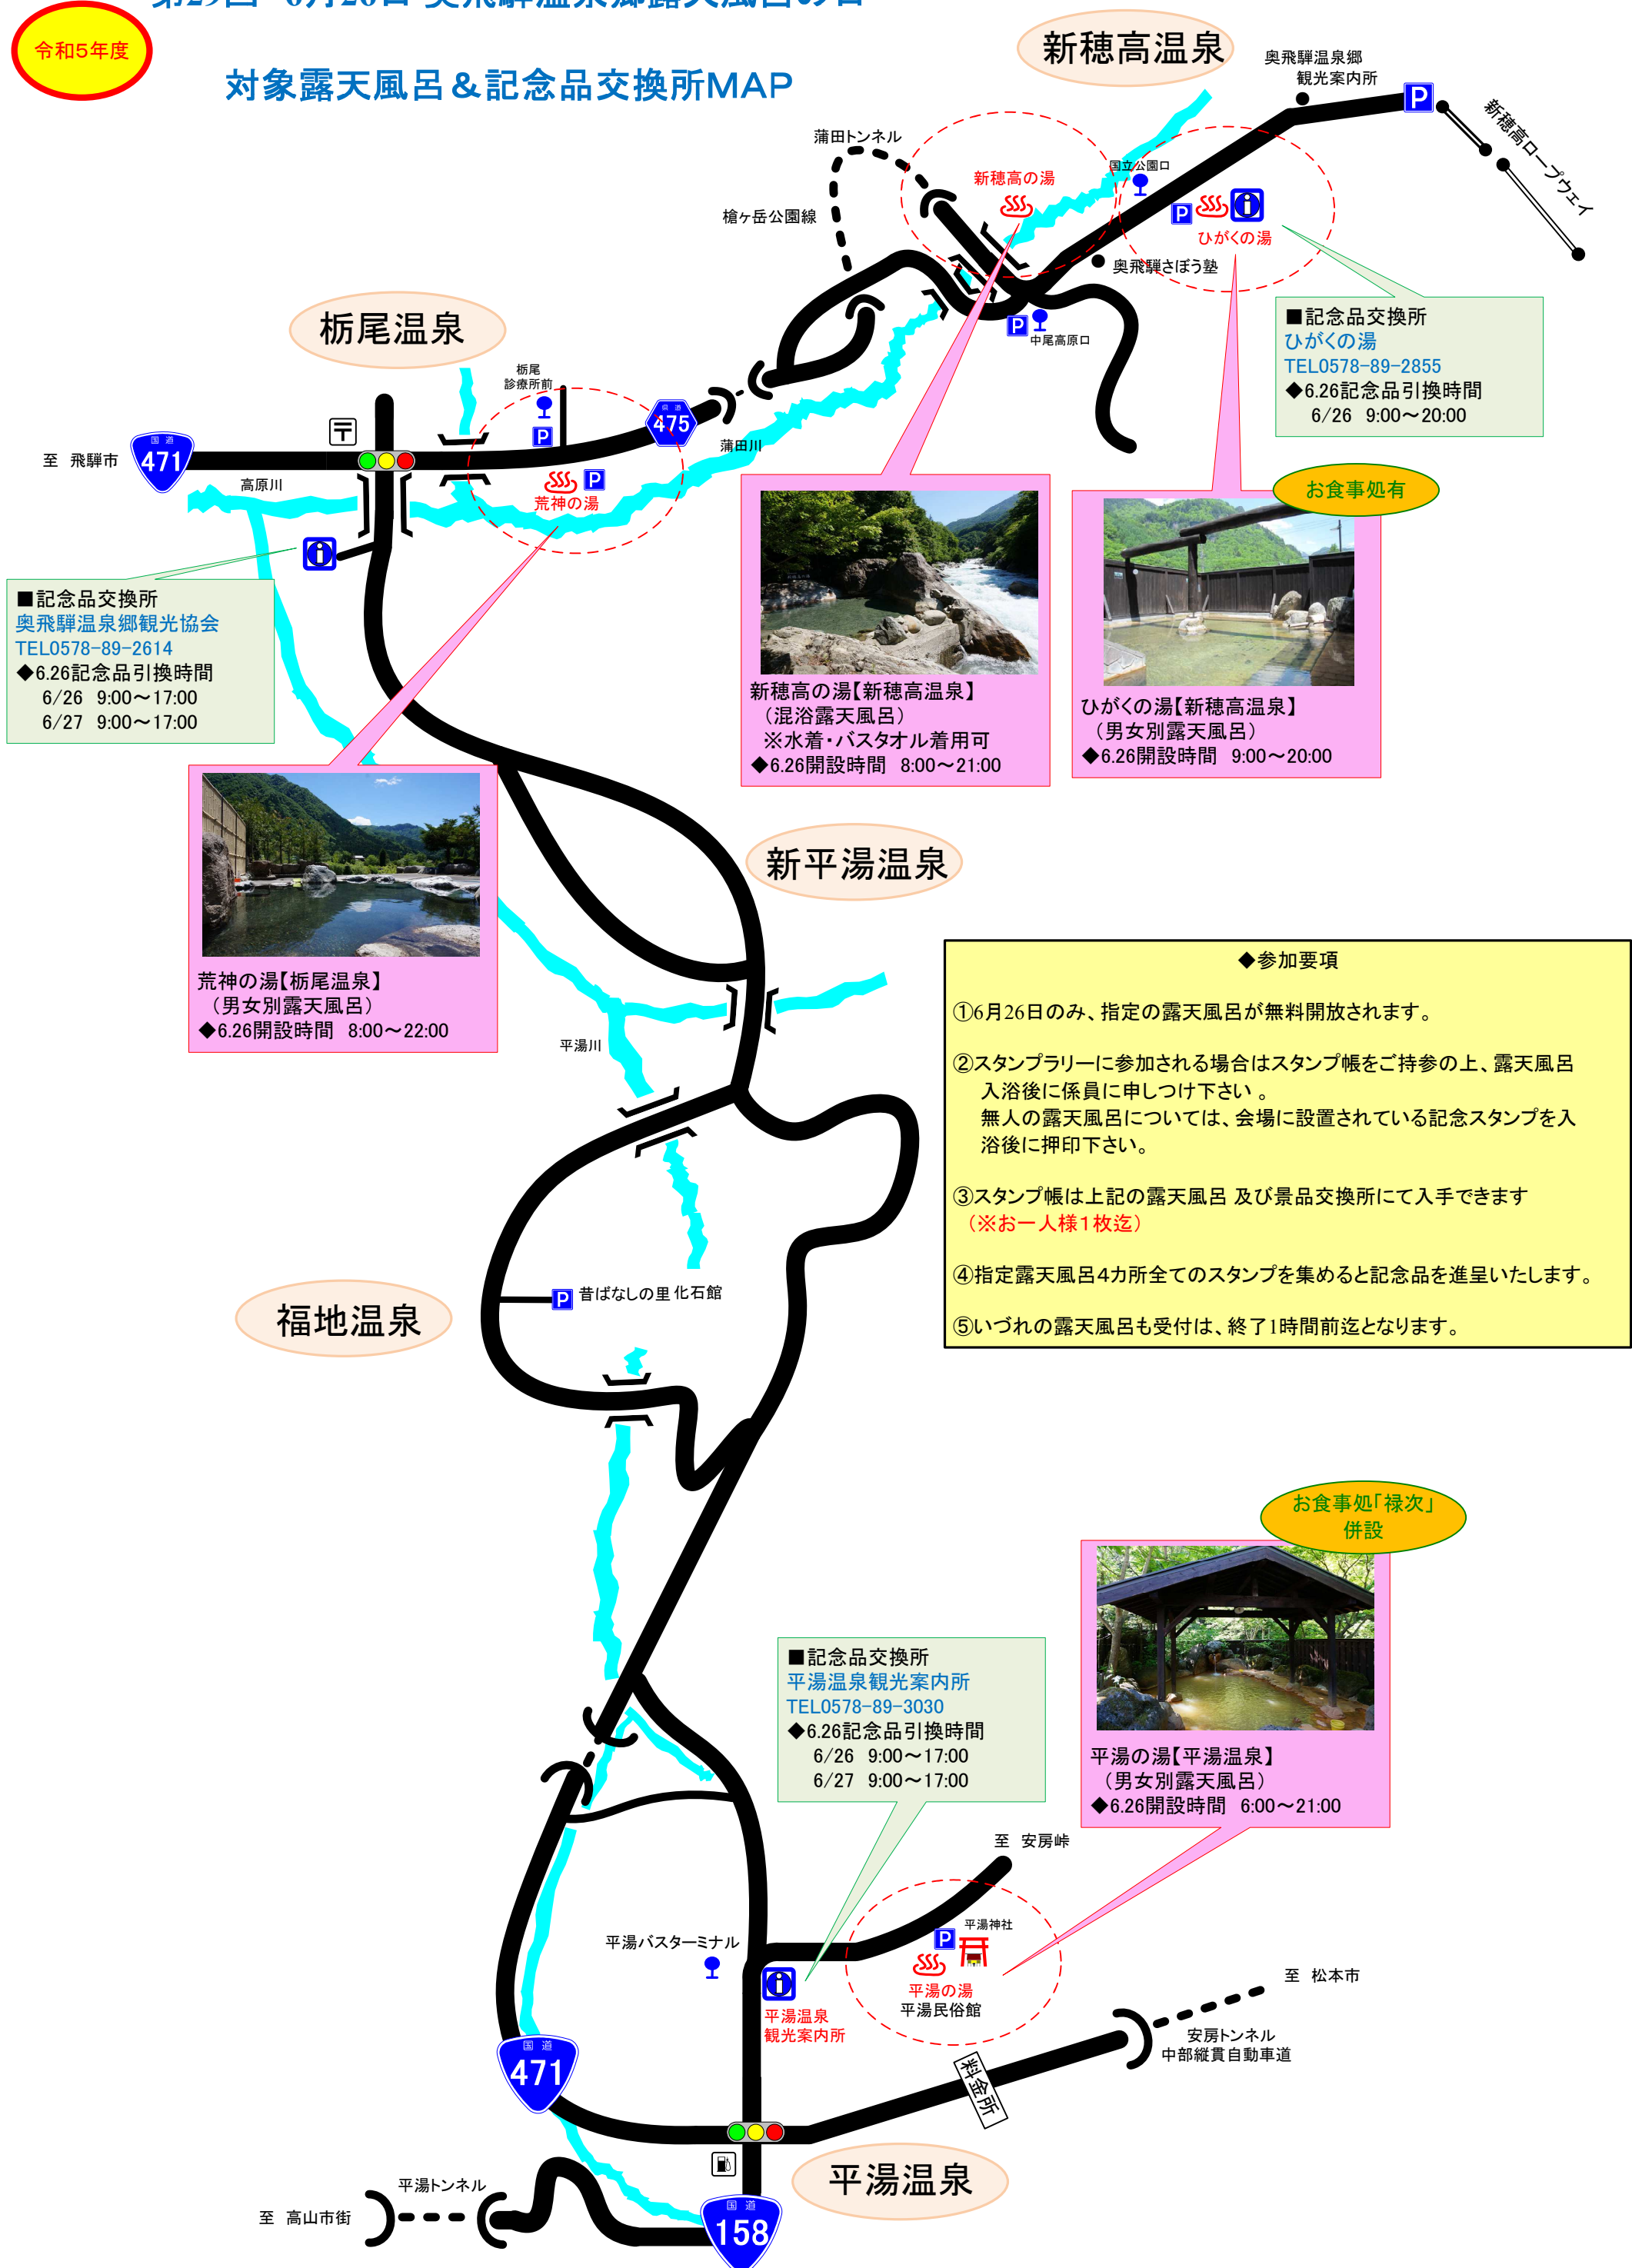 第29回 6月26日 奥飛騨温泉郷露天風呂の日
令和5年度
対象露天風呂＆記念品交換所MAP
新穂高温泉
奥飛騨温泉郷
観光案内所
P
新穂高ロープウェイ
蒲田トンネル
新穂高の湯
国立公園口
P
ひがくの湯
槍ヶ岳公園線
奥飛騨さぼう塾
P
中尾高原口
■記念品交換所
ひがくの湯
TEL0578-89-2855
◆6.26記念品引換時間
6/26 9:00～20:00
栃尾温泉
栃尾
診療所前
P
県道
475
蒲田川
〒
至 飛騨市
国道
471
高原川
P
荒神の湯
■記念品交換所
奥飛騨温泉郷観光協会
TEL0578-89-2614
◆6.26記念品引換時間
6/26 9:00～17:00
6/27 9:00～17:00
新穂高の湯【新穂高温泉】
（混浴露天風呂）
※水着・バスタオル着用可
◆6.26開設時間 8:00～21:00
お食事処有
ひがくの湯【新穂高温泉】
（男女別露天風呂）
◆6.26開設時間 9:00～20:00
荒神の湯【栃尾温泉】
（男女別露天風呂）
◆6.26開設時間 8:00～22:00
新平湯温泉
平湯川
◆参加要項
①6月26日のみ、指定の露天風呂が無料開放されます。
②スタンプラリーに参加される場合はスタンプ帳をご持参の上、露天風呂
入浴後に係員に申しつけ下さい 。
無人の露天風呂については、会場に設置されている記念スタンプを入
浴後に押印下さい。
③スタンプ帳は上記の露天風呂 及び景品交換所にて入手できます
（※お一人様１枚迄）
④指定露天風呂４カ所全てのスタンプを集めると記念品を進呈いたします。
⑤いづれの露天風呂も受付は、終了1時間前迄となります。
P
昔ばなしの里 化石館
福地温泉
お食事処「禄次」
併設
平湯の湯【平湯温泉】
（男女別露天風呂）
◆6.26開設時間 6:00～21:00
■記念品交換所
平湯温泉観光案内所
TEL0578-89-3030
◆6.26記念品引換時間
6/26 9:00～17:00
6/27 9:00～17:00
至 安房峠
平湯バスターミナル
P
平湯神社
平湯の湯
平湯民俗館
平湯温泉
観光案内所
至 松本市
安房トンネル
中部縦貫自動車道
料金所
国道
471
平湯温泉
平湯トンネル
至 高山市街
国道
158